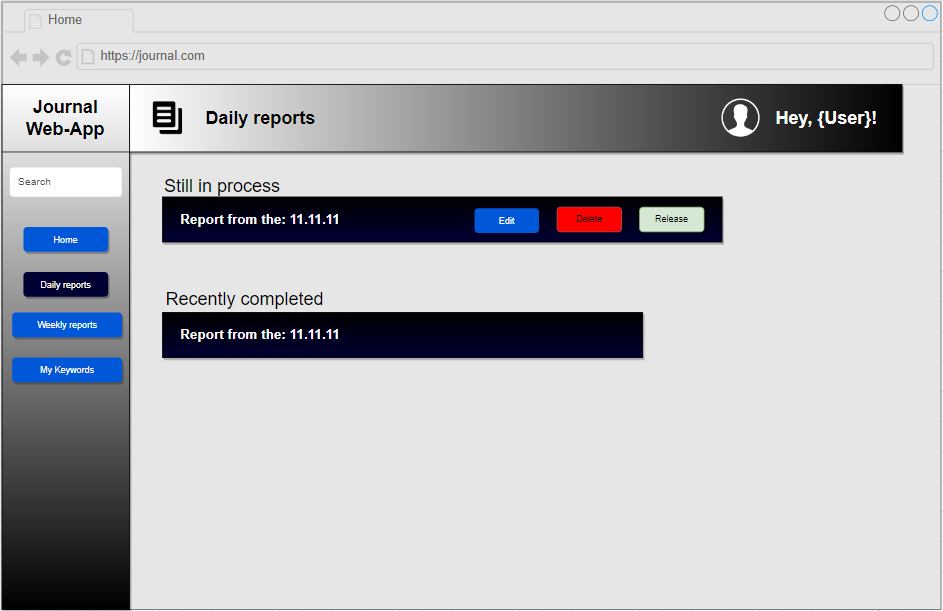 Home
https://journal.com
Journal
Web-App
Daily reports
Hey, {User}!
Search
Home
Daily reports
Weekly reports
My Keywords
Still in process
Report from the: 11.11.11
Edit
Delete
Release
Recently completed
Report from the: 11.11.11